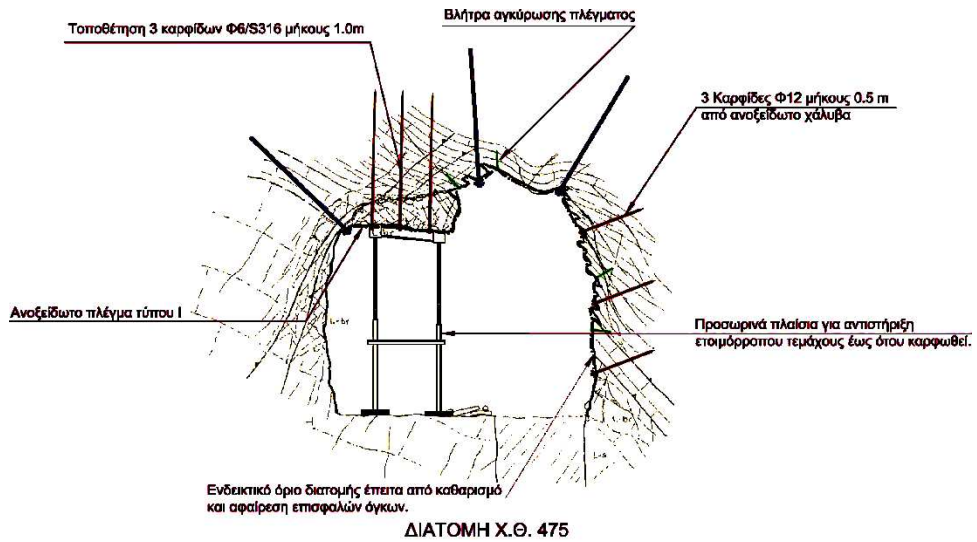 Τοποθέτηση 3 καρφίδων Φ6/S316 μήκους 1.0m
Βλήτρα αγκύρωσης πλέγματος
3 Καρφίδες Φ12 μήκους 0.5 m
από ανοξείδωτο χάλυβα
Ανοξείδωτο πλέγμα τύπου Ι
Προσωρινά πλαίσια για αντιστήριξη
ετοιμόρροπου τεμάχους έως ότου καρφωθεί.
Ενδεικτικό όριο διατομής έπειτα από καθαρισμό
και αφαίρεση επισφαλών όγκων.
ΔΙΑΤΟΜΗ Χ.Θ. 475